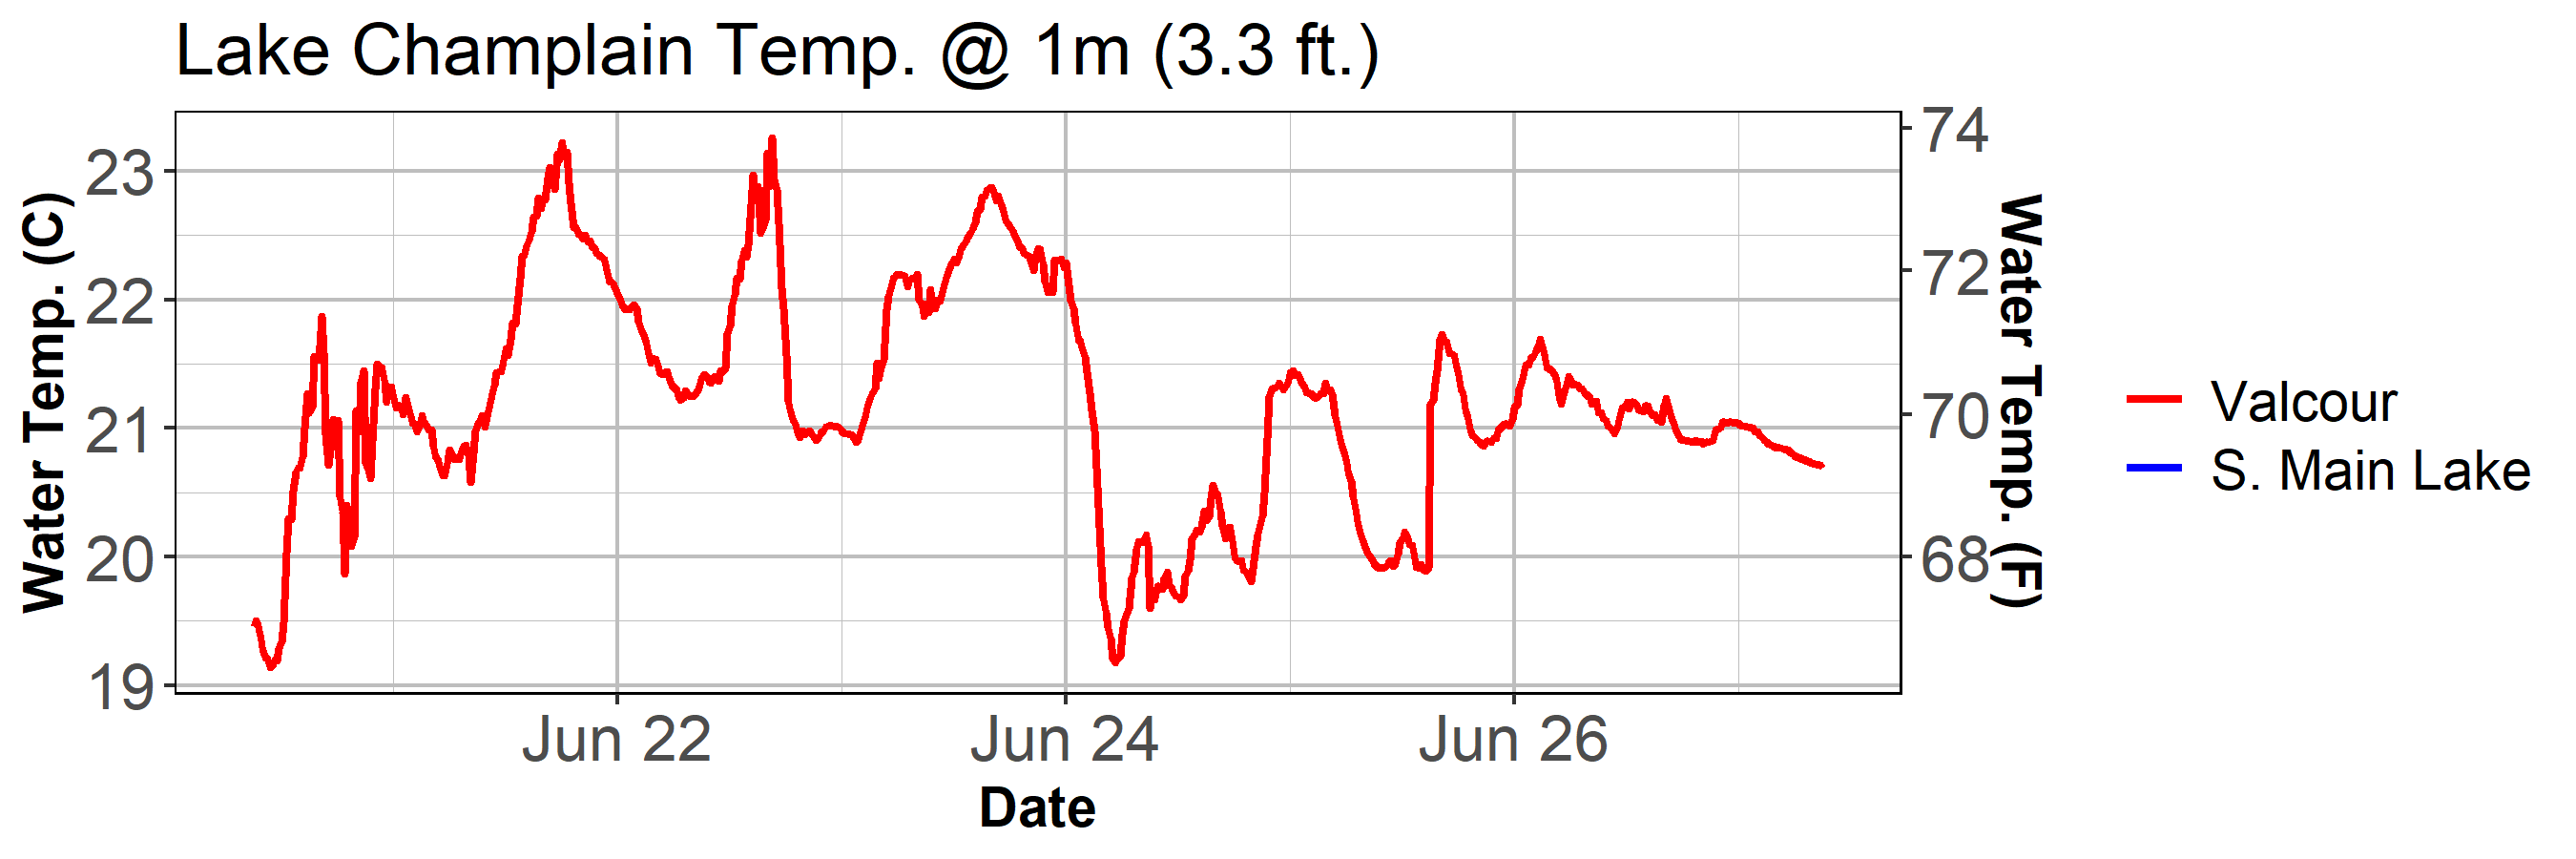 Lake Champlain Temp. @ 1m (3.3 ft.)
Water Temp. (C)
23
22
21
20
19
74
72
70
68
Water Temp. (F)
Jun 22
Jun 24
Jun 26
Date
Valcour
S. Main Lake